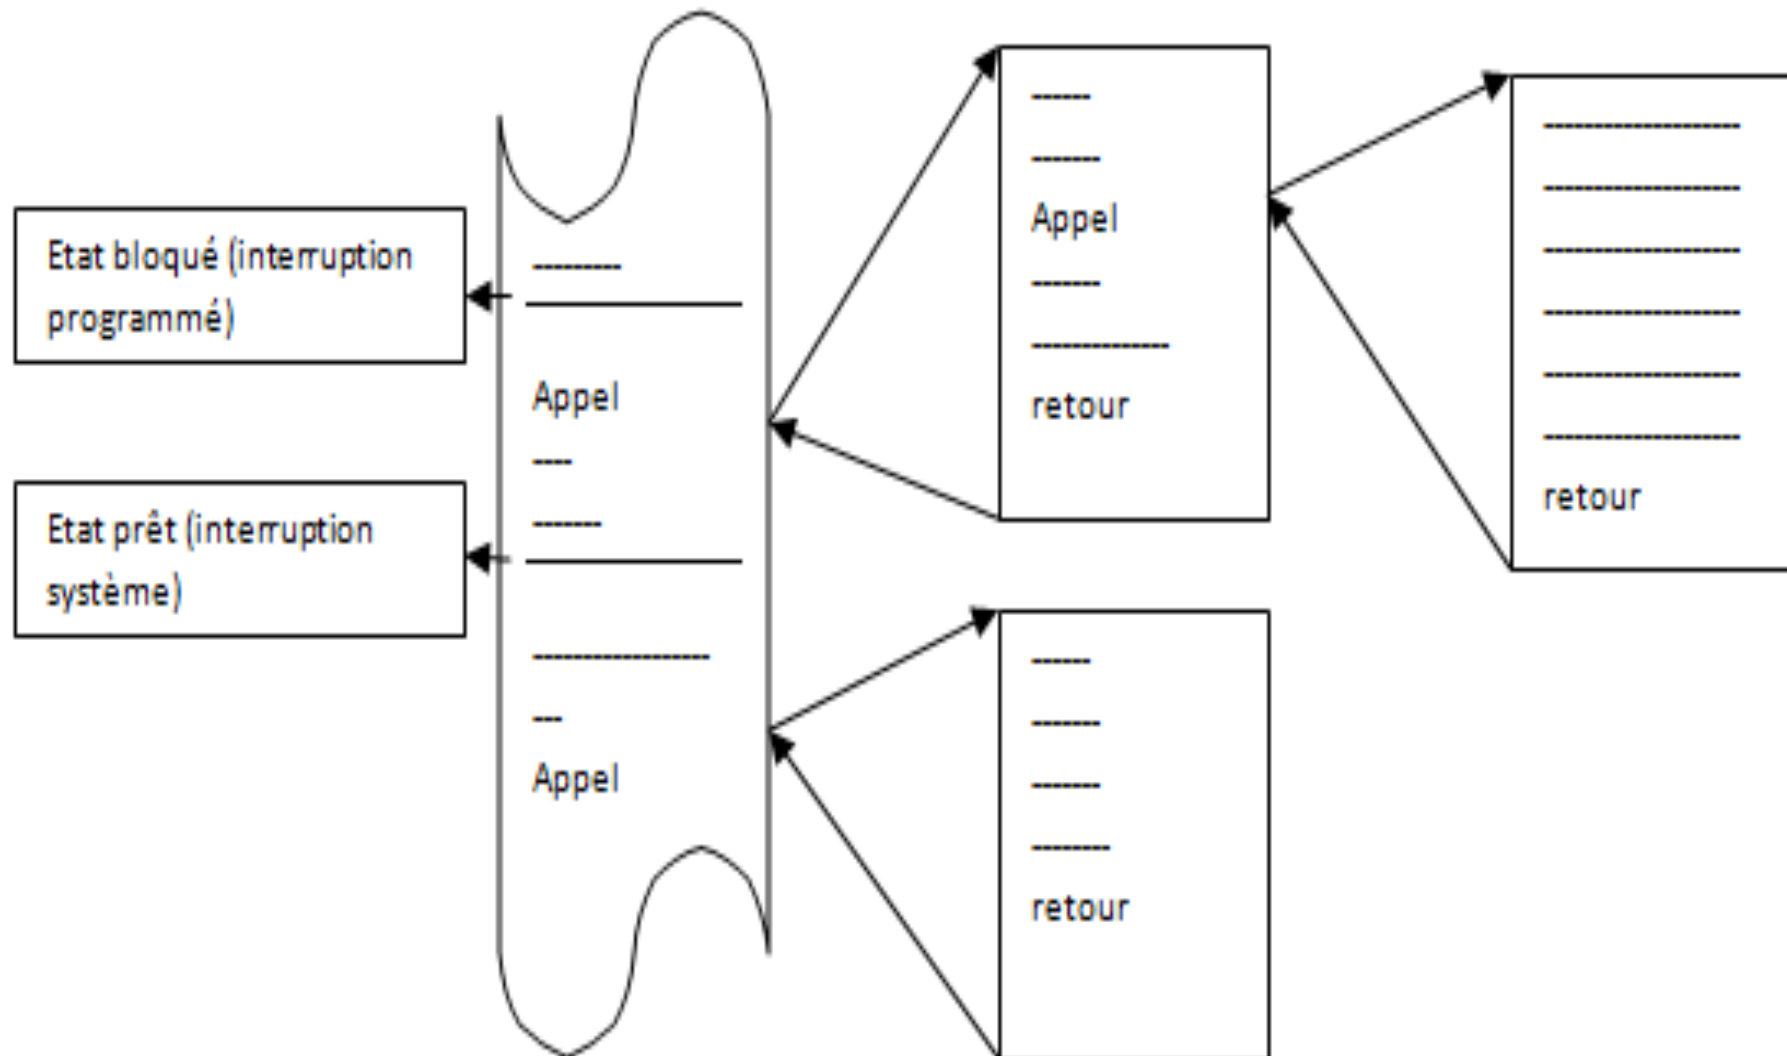 Etat bloqué (interruption
programmé)
Etat prêt (interruption
système)
---------
Appel
----
-------
------------------
---
Appel
------
-------
Appel
-------
--------------
retour
--------------------
--------------------
--------------------
--------------------
--------------------
--------------------
retour
------
-------
-------
--------
retour